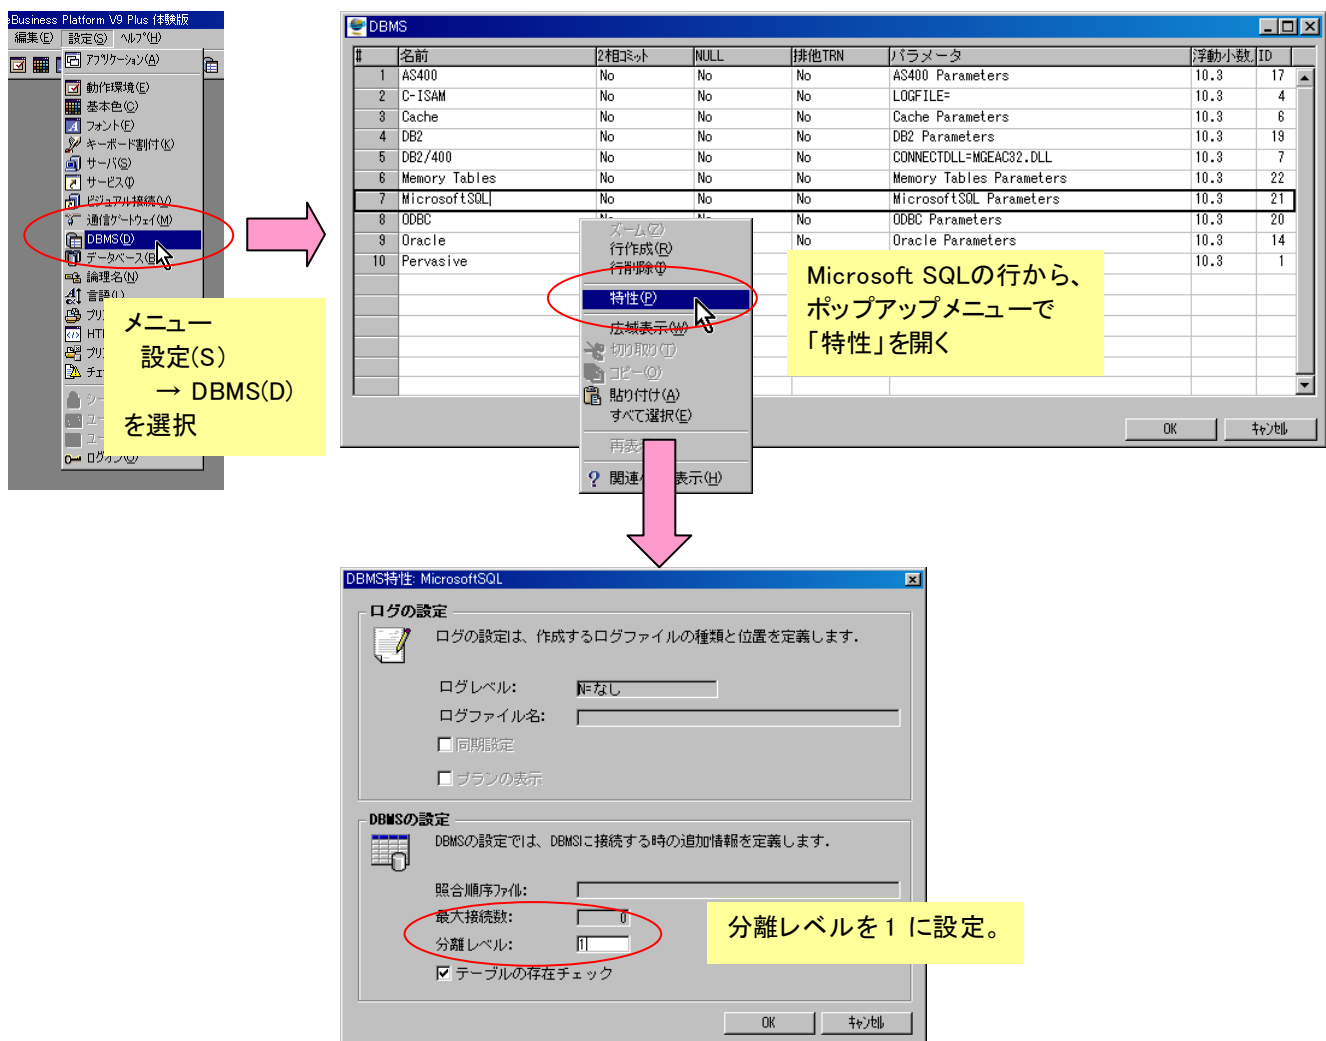 eBusiness Platform V9 Plus (体験版
編集(E) 設定(S) ヘルプ(H)
アプリケーション(A)
動作環境(E)
基本色(C)
フォント(F)
キーボード割付(K)
サーバ(S)
サービス(I)
ビジュアル接続(V)
通信ゲートウェイ(M)
DBMS(D)
データベース(B)
論理名(N)
言語(L)
プリ
HT
プリ
チェ
シー
ユー
ユー
ログオン(O)
メニュー
設定(S)
→ DBMS(D)
を選択
DBMS
# 名前 2相コミット NULL 排他TRN パラメータ 浮動小数 ID
1 AS400 No No No AS400 Parameters 10.3 17
2 C-ISAM No No No LOGFILE= 10.3 4
3 Cache No No No Cache Parameters 10.3 6
4 DB2 No No No DB2 Parameters 10.3 19
5 DB2/400 No No No CONNECTDLL=MGEAC32.DLL 10.3 7
6 Memory Tables No No No Memory Tables Parameters 10.3 22
7 MicrosoftSQL No No No MicrosoftSQL Parameters 10.3 21
8 ODBC No No No ODBC Parameters 10.3 20
9 Oracle No Oracle Parameters 10.3 14
10 Pervasive 10.3 1
OK キャンセル
ズーム(Z)
行作成(R)
行削除(I)
特性(P)
広域表示(W)
切り取り(T)
コピー(O)
貼り付け(A)
すべて選択(E)
再表
関連 表示(H)
Microsoft SQLの行から、
ポップアップメニューで
「特性」を開く
DBMS特性: MicrosoftSQL
ログの設定
ログの設定は、作成するログファイルの種類と位置を定義します.
ログレベル: N=なし
ログファイル名:
同期設定
プランの表示
DBMSの設定
DBMSの設定では、DBMSに接続する時の追加情報を定義します.
照合順序ファイル:
最大接続数: 0
分離レベル: 1
テーブルの存在チェック
OK キャンセル
分離レベルを1 に設定。